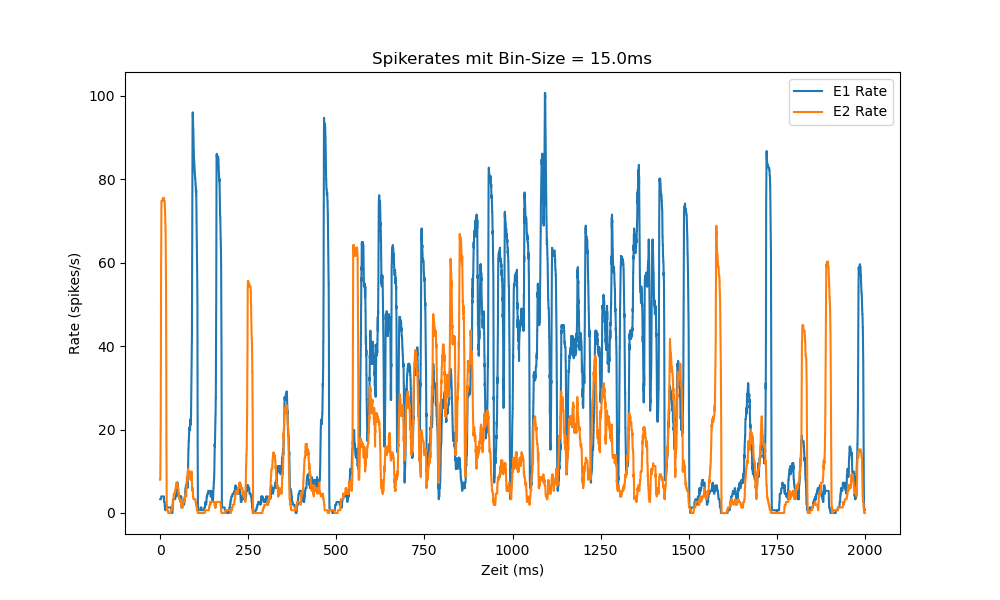 Spikerates mit Bin-Size = 15.0ms
E1 Rate
E2 Rate
100
80
60
40
20
0
Rate (spikes/s)
0 250 500 750 1000 1250 1500 1750 2000
Zeit (ms)